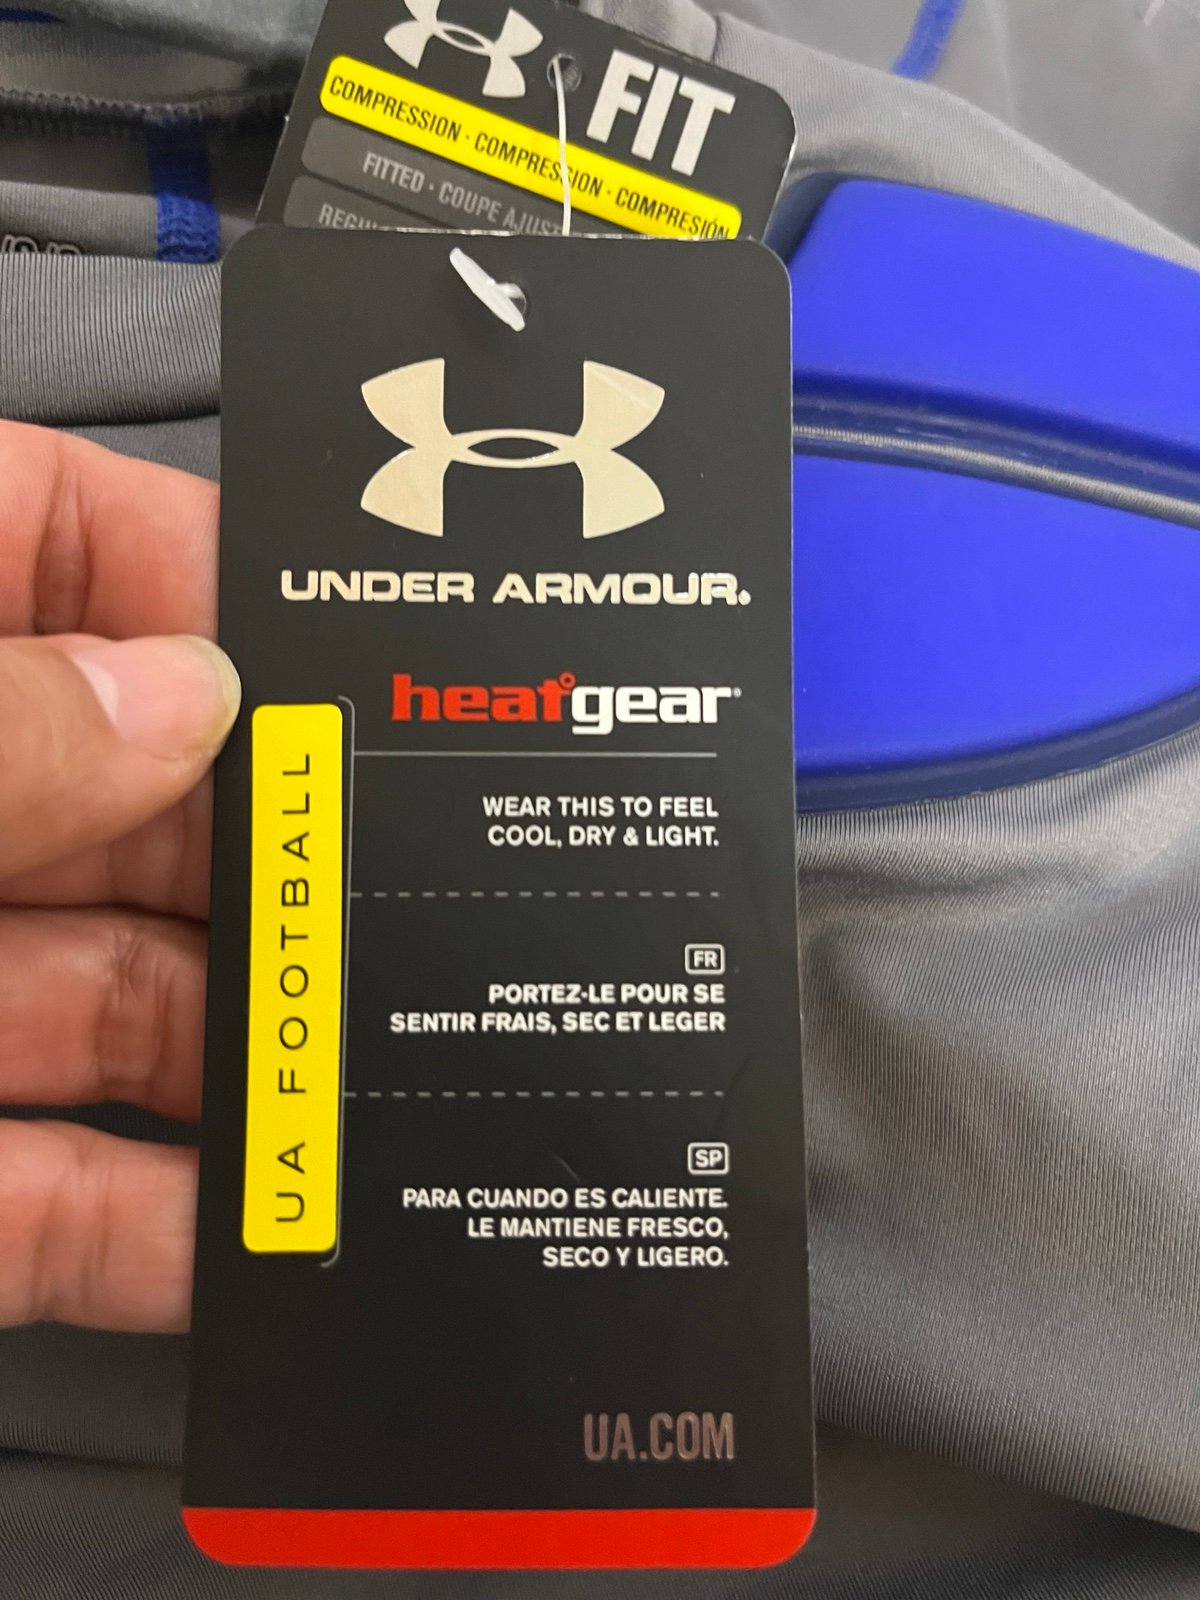 FIT
COMPRESSION · COMPRESSION · COMPRESIÓN
FITTED · COUPE
UNDER ARMOUR®
heat°gear®
WEAR THIS TO FEEL
COOL, DRY & LIGHT.
FR
PORTEZ-LE POUR SE
SENTIR FRAIS, SEC ET LEGER
SP
PARA CUANDO ES CALIENTE.
LE MANTIENE FRESCO,
SECO Y LIGERO.
UA FOOTBALL
UA.COM